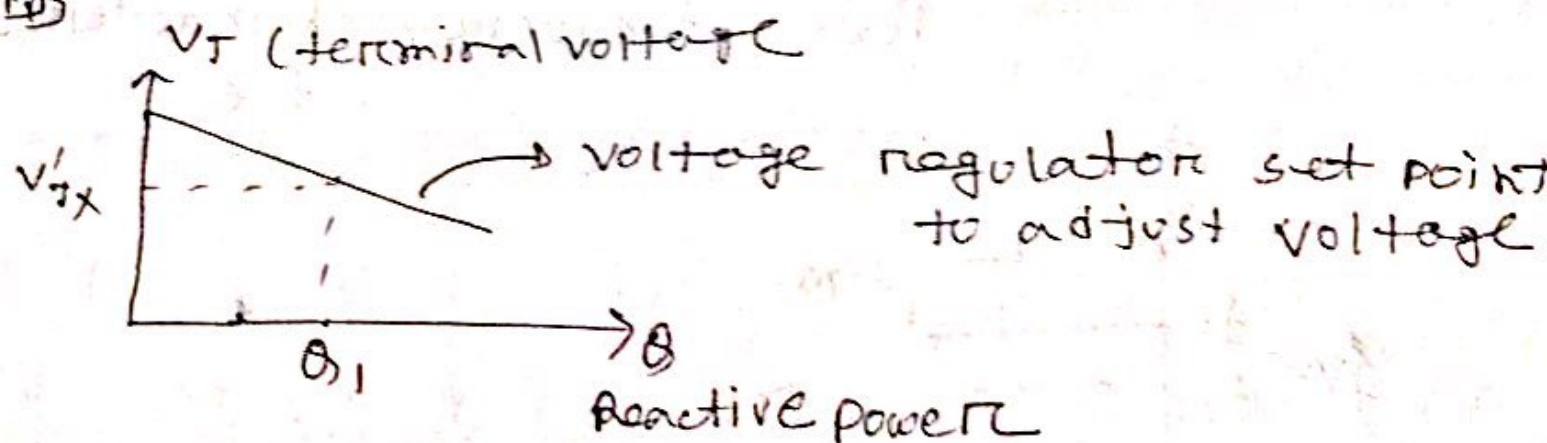 V_T (terminal voltage
V'_Tx
voltage regulator set point
to adjust voltage
Q_1
Q
Reactive power